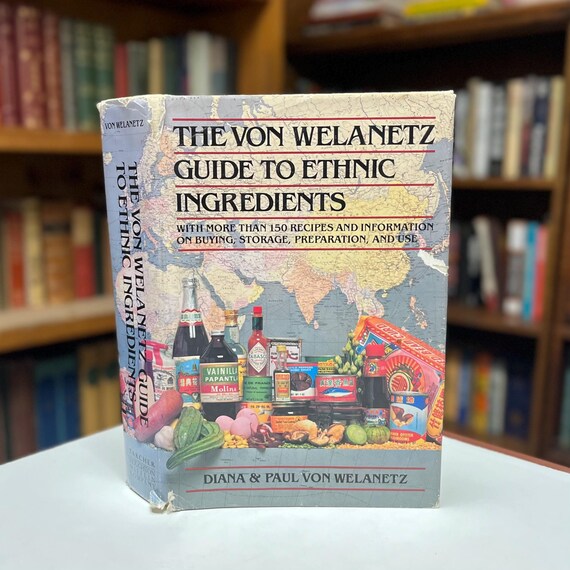 VON WELANETZ
THE VON WELANETZ GUIDE
TO ETHNIC INGREDIENTS
THE VON WELANETZ
GUIDE TO ETHNIC
INGREDIENTS
WITH MORE THAN 150 RECIPES AND INFORMATION
ON BUYING, STORAGE, PREPARATION, AND USE
TABASCO
VAINILLA
PAPANTLA
Molina
DIANA & PAUL VON WELANETZ